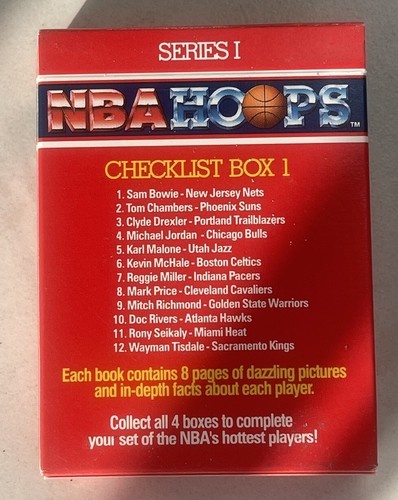 SERIES I
NBA HOOPS
TM
CHECKLIST BOX 1
1. Sam Bowie - New Jersey Nets
2. Tom Chambers - Phoenix Suns
3. Clyde Drexler - Portland Trailblazers
4. Michael Jordan - Chicago Bulls
5. Karl Malone - Utah Jazz
6. Kevin McHale - Boston Celtics
7. Reggie Miller - Indiana Pacers
8. Mark Price - Cleveland Cavaliers
9. Mitch Richmond - Golden State Warriors
10. Doc Rivers - Atlanta Hawks
11. Rony Seikaly - Miami Heat
12. Wayman Tisdale - Sacramento Kings
Each book contains 8 pages of dazzling pictures
and in-depth facts about each player.
Collect all 4 boxes to complete
your set of the NBA's hottest players!